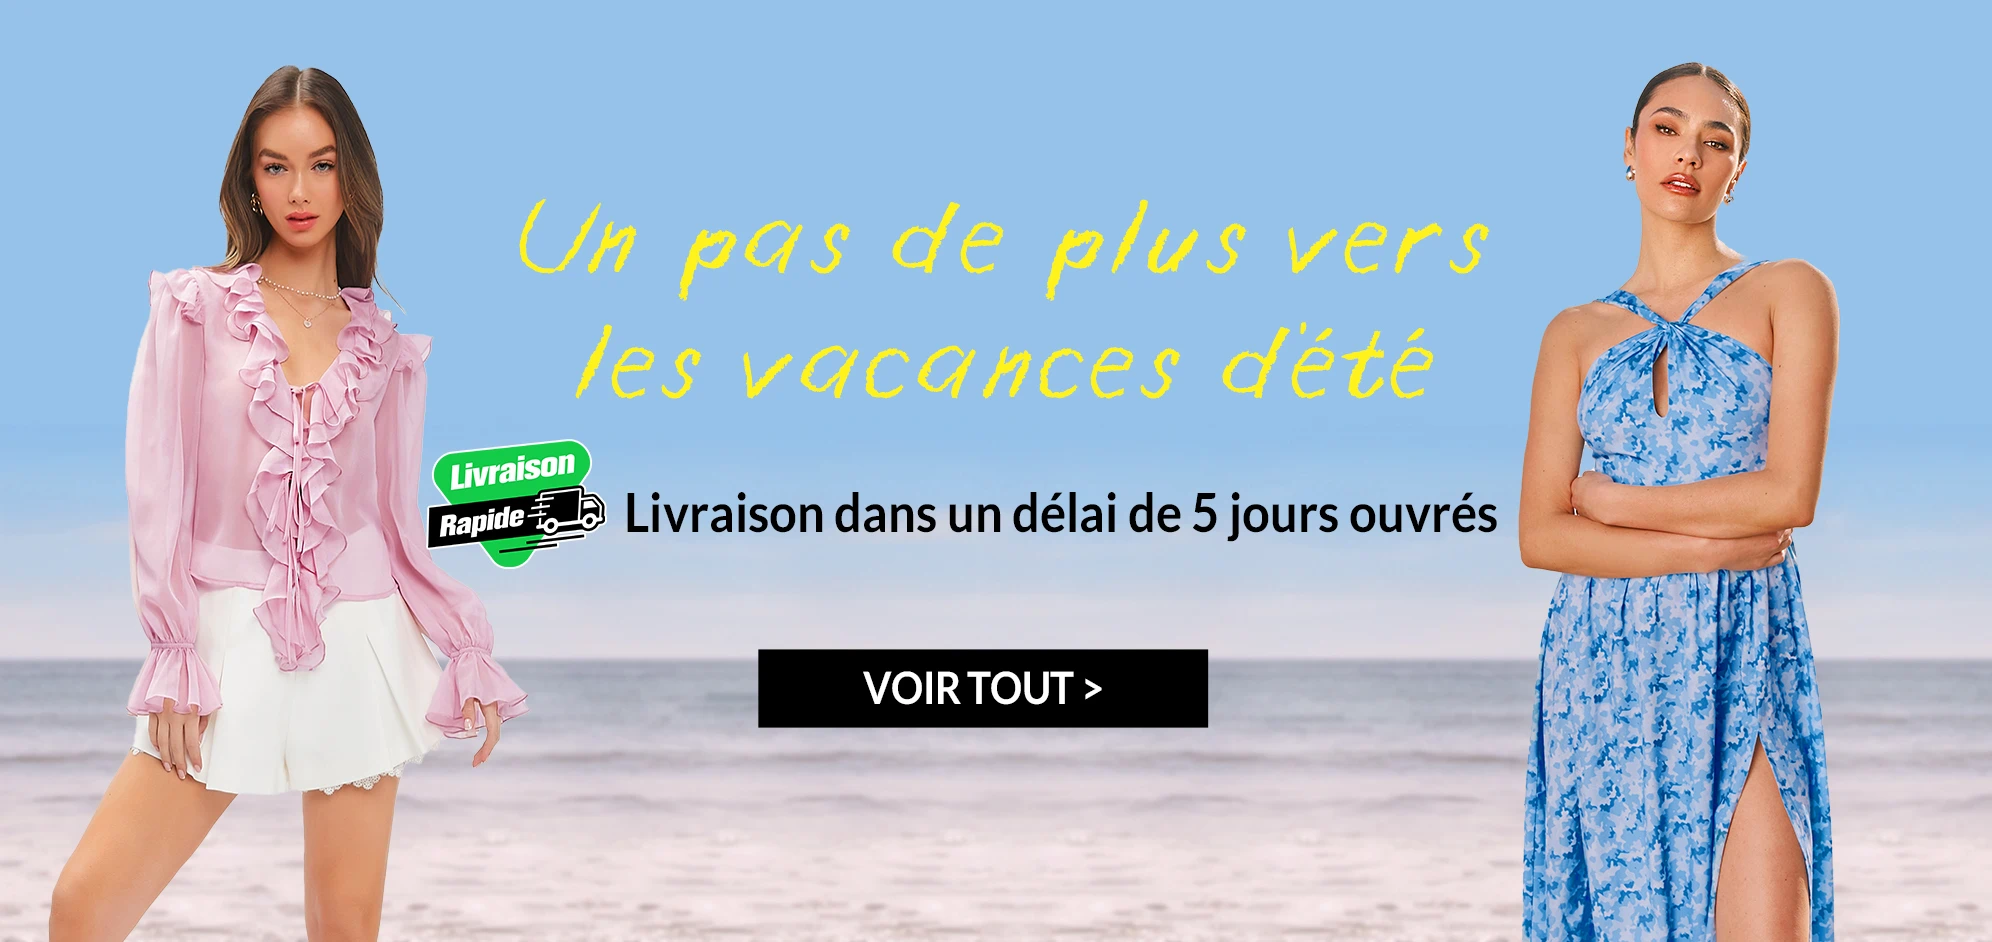 Un pas de plus vers
les vacances d'été
Livraison
Rapide
Livraison dans un délai de 5 jours ouvrés
VOIR TOUT >